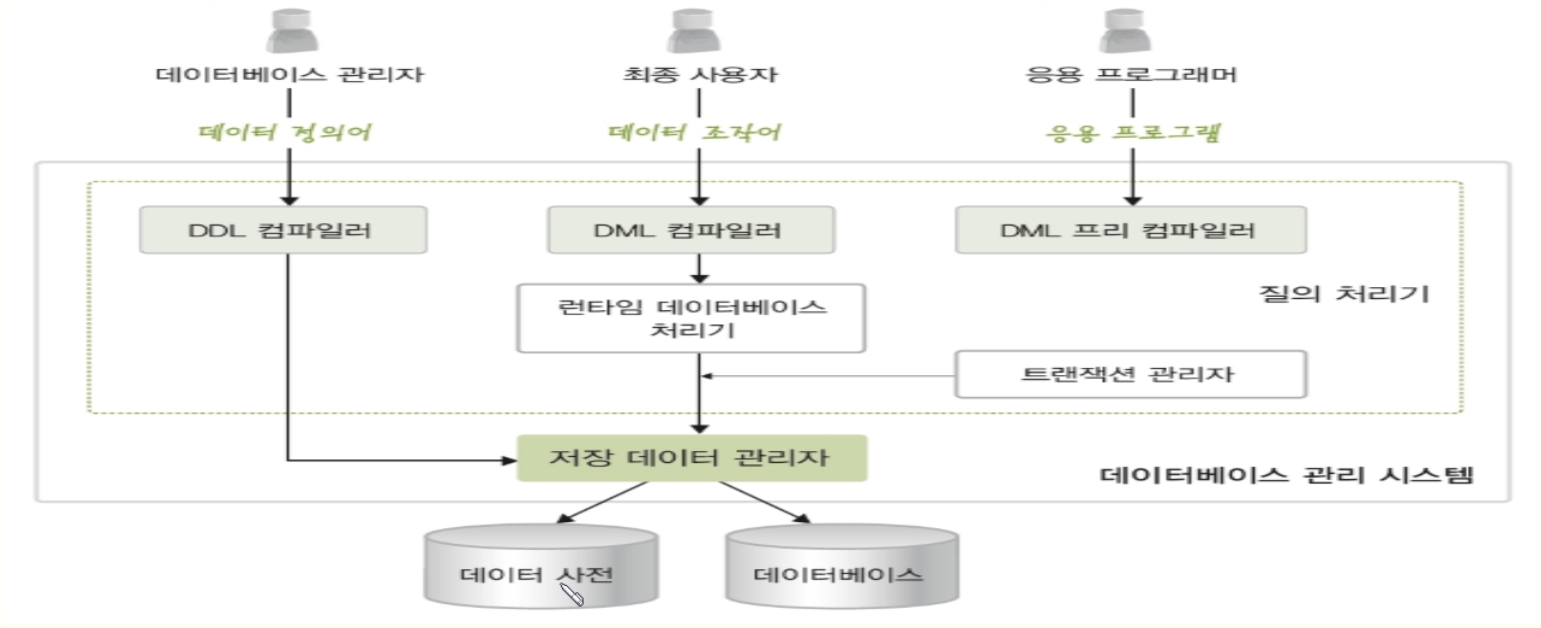 데이터베이스 관리자
최종 사용자
응용 프로그래머
데이터 정의어
데이터 조작어
응용 프로그램
DDL 컴파일러
DML 컴파일러
DML 프리 컴파일러
런타임 데이터베이스
처리기
질의 처리기
트랜잭션 관리자
저장 데이터 관리자
데이터베이스 관리 시스템
데이터 사전
데이터베이스